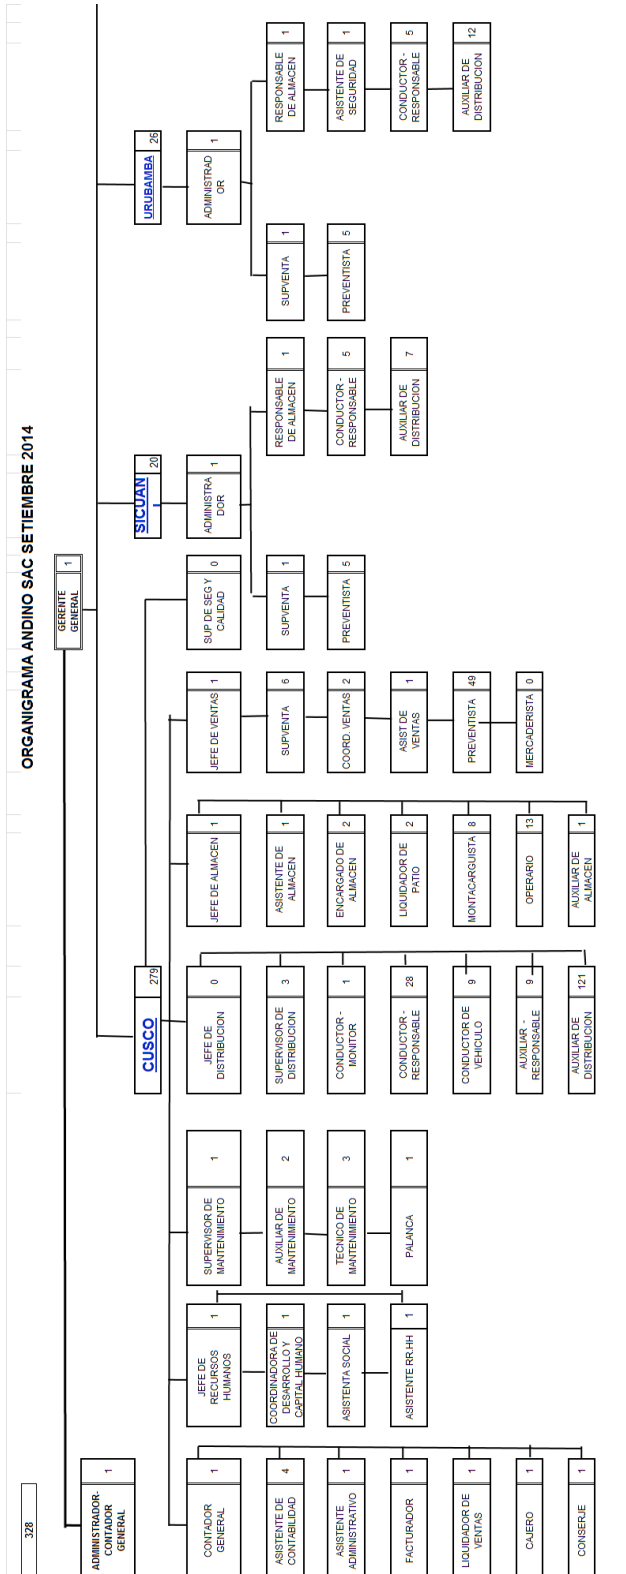 ORGANIGRAMA ANDINO SAC SETIEMBRE 2014
328
GERENTE
GENERAL
1
ADMINISTRADOR-
CONTADOR
GENERAL
1
CUSCO
279
SICUAN
I
20
URUBAMBA
26
CONTADOR
GENERAL
1
ASISTENTE DE
CONTABILIDAD
4
ASISTENTE
ADMINISTRATIVO
1
FACTURADOR
1
LIQUIDADOR DE
VENTAS
1
CAJERO
1
CONSERJE
1
JEFE DE
RECURSOS
HUMANOS
1
COORDINADORA DE
DESARROLLO Y
CAPITAL HUMANO
1
ASISTENTA SOCIAL
1
ASISTENTE RR.HH
1
SUPERVISOR DE
MANTENIMIENTO
1
AUXILIAR DE
MANTENIMIENTO
2
TECNICO DE
MANTENIMIENTO
3
PALANCA
1
JEFE DE
DISTRIBUCION
0
SUPERVISOR DE
DISTRIBUCION
3
CONDUCTOR -
MONITOR
1
CONDUCTOR -
RESPONSABLE
28
CONDUCTOR DE
VEHICULO
9
AUXILIAR -
RESPONSABLE
9
AUXILIAR DE
DISTRIBUCION
121
JEFE DE ALMACEN
1
ASISTENTE DE
ALMACEN
1
ENCARGADO DE
ALMACEN
2
LIQUIDADOR DE
PATIO
2
MONTACARGUISTA
8
OPERARIO
13
AUXILIAR DE
ALMACEN
1
JEFE DE VENTAS
1
SUPVENTA
6
COORD. VENTAS
2
ASIST DE
VENTAS
1
PREVENTISTA
49
MERCADERISTA
0
SUP DE SEG Y
CALIDAD
0
ADMINISTRA
DOR
1
SUPVENTA
1
PREVENTISTA
5
RESPONSABLE
DE ALMACEN
1
CONDUCTOR -
RESPONSABLE
5
AUXILIAR DE
DISTRIBUCION
7
ADMINISTRAD
OR
1
SUPVENTA
1
PREVENTISTA
5
RESPONSABLE
DE ALMACEN
1
ASISTENTE DE
SEGURIDAD
1
CONDUCTOR -
RESPONSABLE
5
AUXILIAR DE
DISTRIBUCION
12